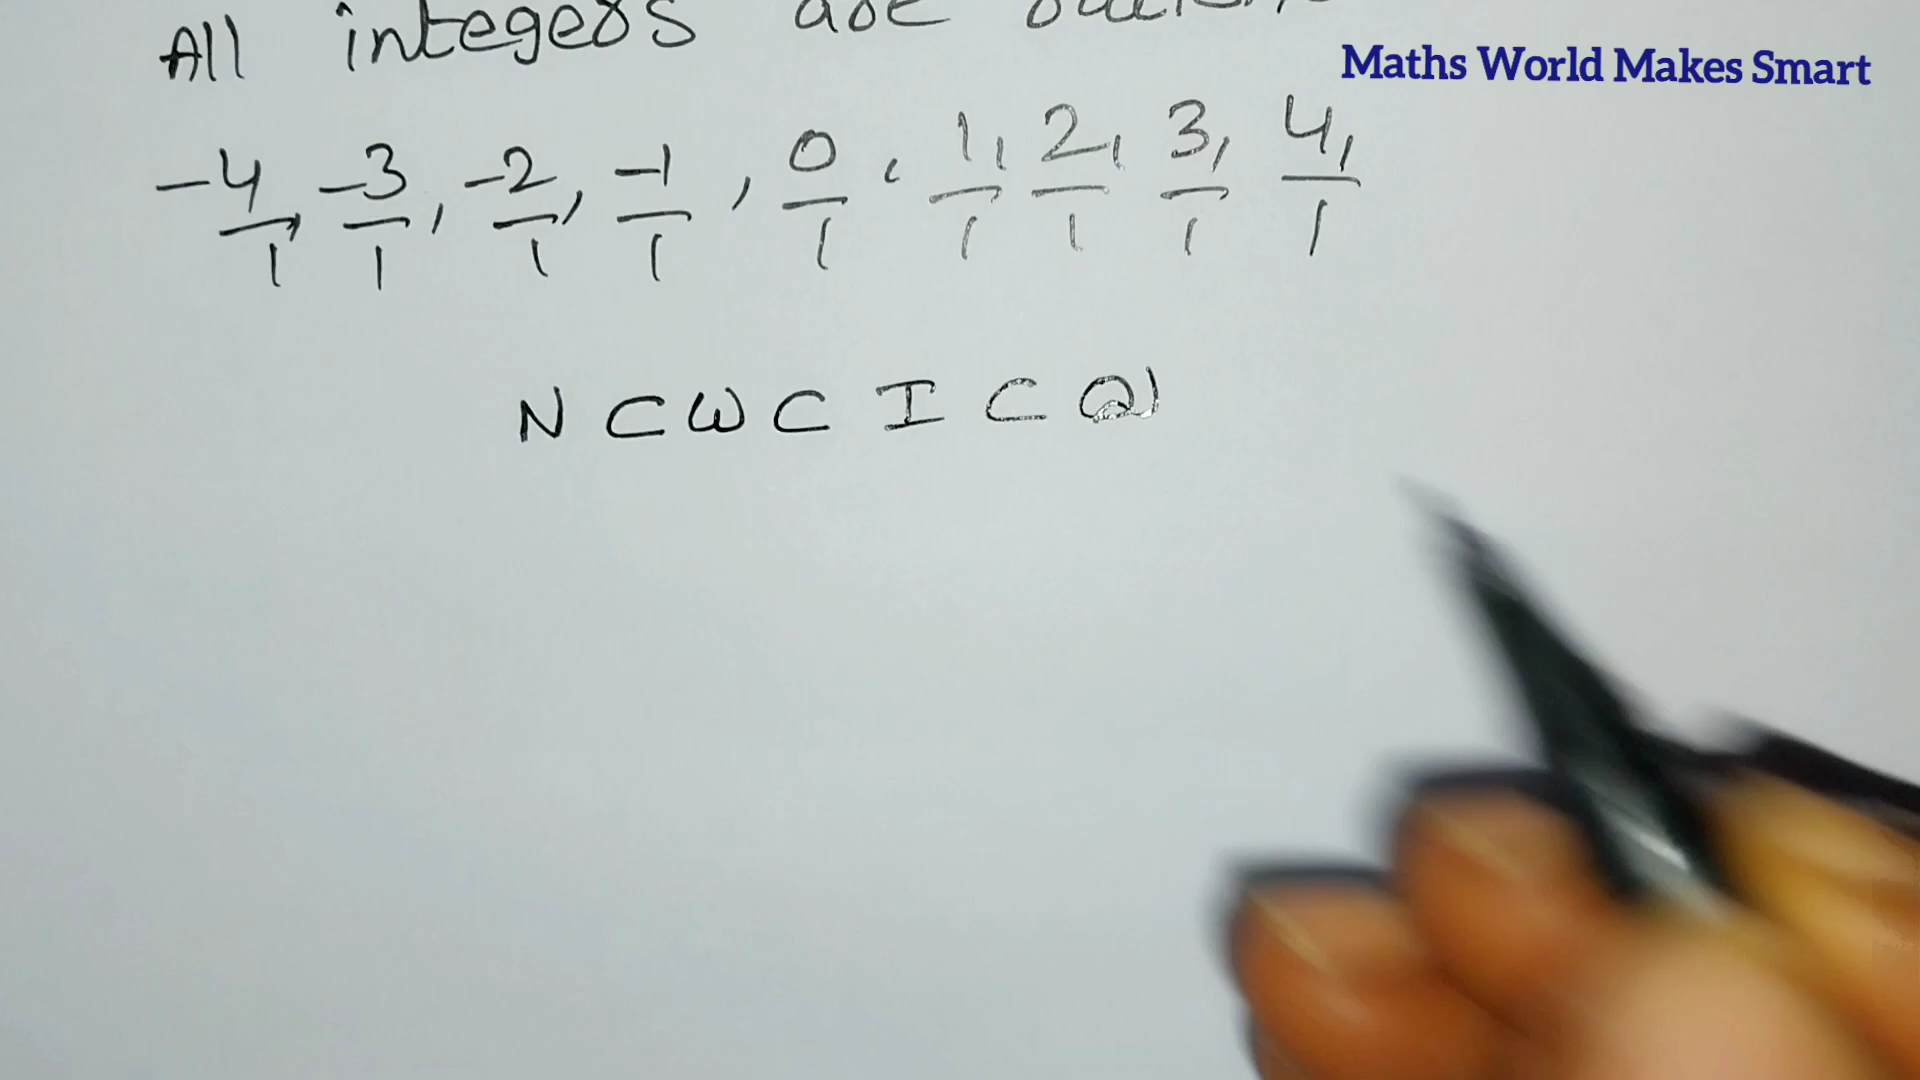 All integers are
Maths World Makes Smart
-4/1, -3/1, -2/1, -1/1, 0/1, 1/1, 2/1, 3/1, 4/1,
N ⊂ W ⊂ I ⊂ Q